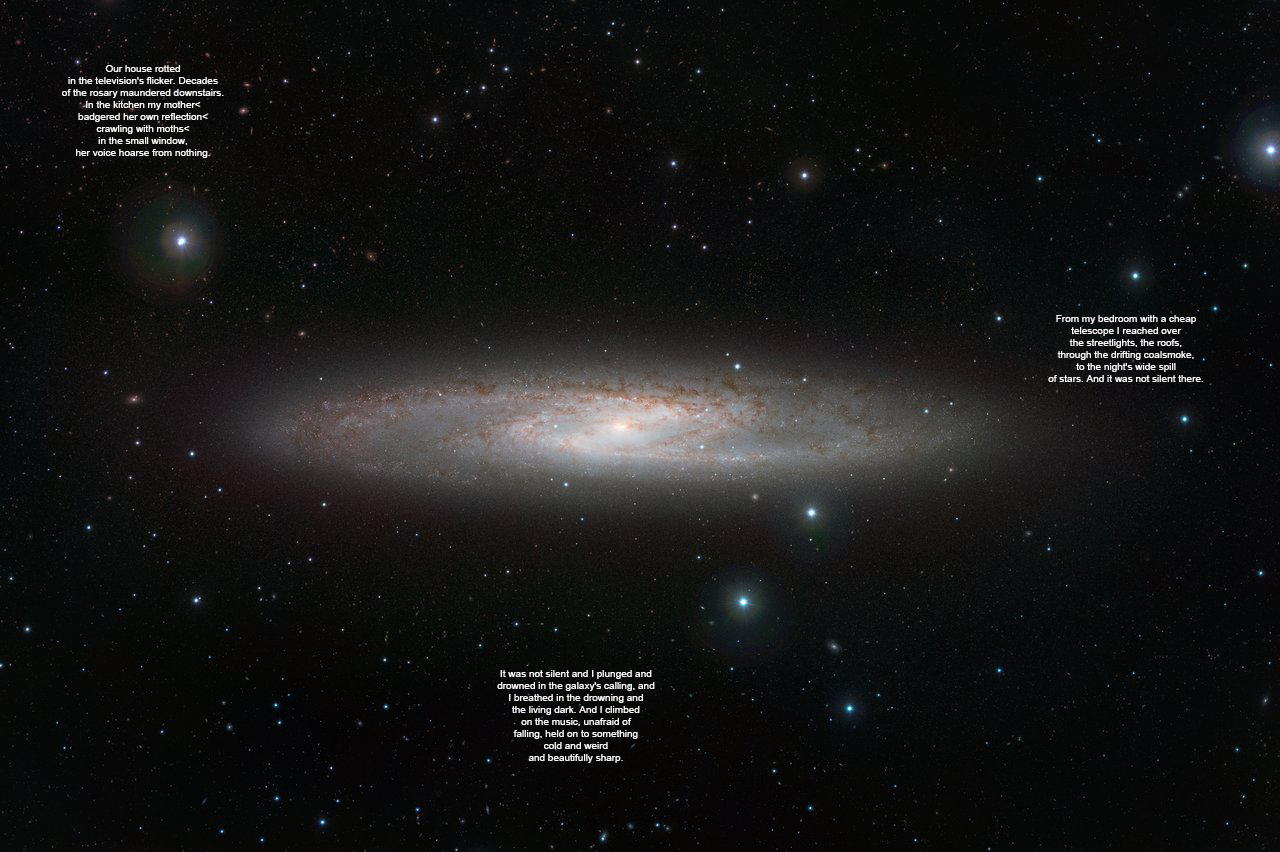 Our house rotted
in the television's flicker. Decades
of the rosary maundered downstairs.
In the kitchen my mother<
badgered her own reflection<
crawling with moths<
in the small window,
her voice hoarse from nothing.
From my bedroom with a cheap
telescope I reached over
the streetlights, the roofs,
through the drifting coalsmoke,
to the night's wide spill
of stars. And it was not silent there.
It was not silent and I plunged and
drowned in the galaxy's calling, and
I breathed in the drowning and
the living dark. And I climbed
on the music, unafraid of
falling, held on to something
cold and weird
and beautifully sharp.